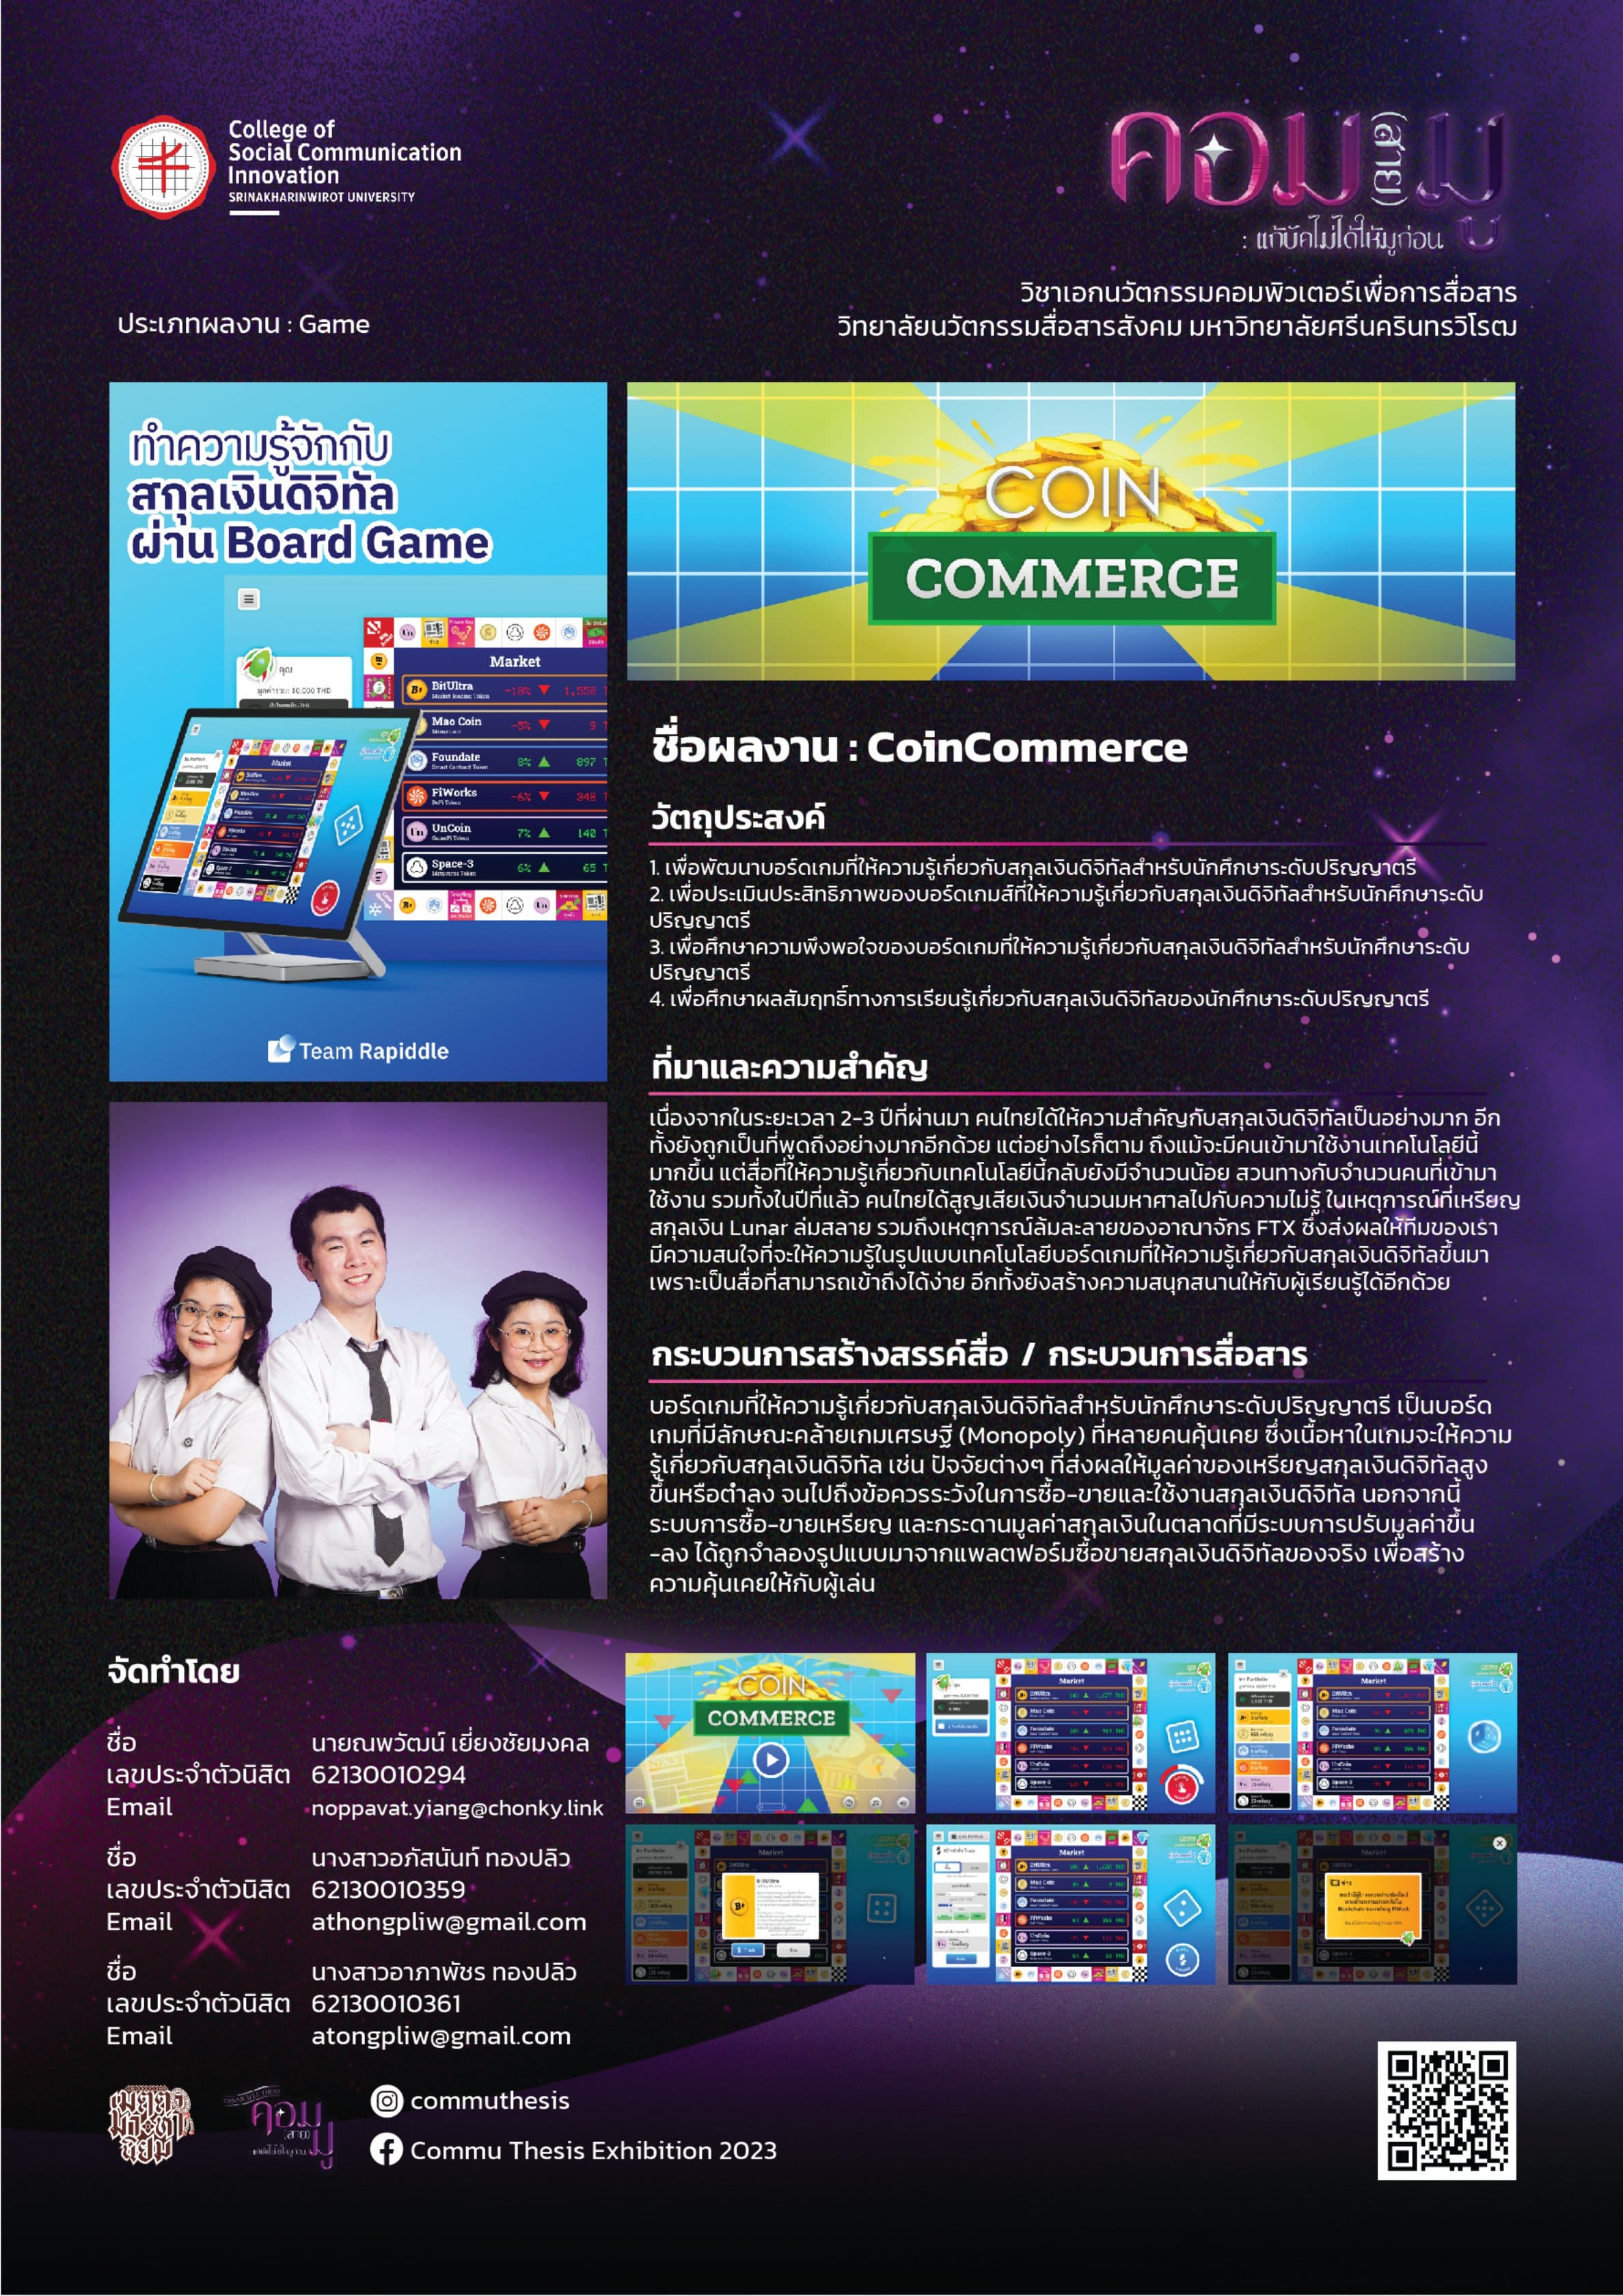 College of
Social Communication
Innovation
SRINAKHARINWIROT UNIVERSITY
คอม(สาย)มู
: แก้บัคไม่ได้ให้มูก่อน
วิชาเอกนวัตกรรมคอมพิวเตอร์เพื่อการสื่อสาร
วิทยาลัยนวัตกรรมสื่อสารสังคม มหาวิทยาลัยศรีนครินทรวิโรฒ
ประเภทผลงาน : Game
ทำความรู้จักกับ
สกุลเงินดิจิทัล
ผ่าน Board Game
คุณ
มูลค่ารวม: 10,000 THD
Market
BitUltra
-10% ▼ 1,558
Mao Coin
-5% ▼ 9
Foundate
Smart Contract Token
8% ▲ 897
FiWorks
DeFi Token
-6% ▼ 348
UnCoin
GameFi Token
7% ▲ 140
Space-3
Metaverse Token
6% ▲ 65
Team Rapiddle
COIN
COMMERCE
ชื่อผลงาน : CoinCommerce
วัตถุประสงค์
1. เพื่อพัฒนาบอร์ดเกมที่ให้ความรู้เกี่ยวกับสกุลเงินดิจิทัลสำหรับนักศึกษาระดับปริญญาตรี
2. เพื่อประเมินประสิทธิภาพของบอร์ดเกมส์ที่ให้ความรู้เกี่ยวกับสกุลเงินดิจิทัลสำหรับนักศึกษาระดับ
ปริญญาตรี
3. เพื่อศึกษาความพึงพอใจของบอร์ดเกมที่ให้ความรู้เกี่ยวกับสกุลเงินดิจิทัลสำหรับนักศึกษาระดับ
ปริญญาตรี
4. เพื่อศึกษาผลสัมฤทธิ์ทางการเรียนรู้เกี่ยวกับสกุลเงินดิจิทัลของนักศึกษาระดับปริญญาตรี
ที่มาและความสำคัญ
เนื่องจากในระยะเวลา 2-3 ปีที่ผ่านมา คนไทยได้ให้ความสำคัญกับสกุลเงินดิจิทัลเป็นอย่างมาก อีก
ทั้งยังถูกเป็นที่พูดถึงอย่างมากอีกด้วย แต่อย่างไรก็ตาม ถึงแม้จะมีคนเข้ามาใช้งานเทคโนโลยีนี้
มากขึ้น แต่สื่อที่ให้ความรู้เกี่ยวกับเทคโนโลยีนี้กลับยังมีจำนวนน้อย สวนทางกับจำนวนคนที่เข้ามา
ใช้งาน รวมทั้งในปีที่แล้ว คนไทยได้สูญเสียเงินจำนวนมหาศาลไปกับความไม่รู้ ในเหตุการณ์ที่เหรียญ
สกุลเงิน Lunar ล่มสลาย รวมถึงเหตุการณ์ล้มละลายของอาณาจักร FTX ซึ่งส่งผลให้ทีมของเรา
มีความสนใจที่จะให้ความรู้ในรูปแบบเทคโนโลยีบอร์ดเกมที่ให้ความรู้เกี่ยวกับสกุลเงินดิจิทัลขึ้นมา
เพราะเป็นสื่อที่สามารถเข้าถึงได้ง่าย อีกทั้งยังสร้างความสนุกสนานให้กับผู้เรียนรู้ได้อีกด้วย
กระบวนการสร้างสรรค์สื่อ / กระบวนการสื่อสาร
บอร์ดเกมที่ให้ความรู้เกี่ยวกับสกุลเงินดิจิทัลสำหรับนักศึกษาระดับปริญญาตรี เป็นบอร์ด
เกมที่มีลักษณะคล้ายเกมเศรษฐี (Monopoly) ที่หลายคนคุ้นเคย ซึ่งเนื้อหาในเกมจะให้ความ
รู้เกี่ยวกับสกุลเงินดิจิทัล เช่น ปัจจัยต่างๆ ที่ส่งผลให้มูลค่าของเหรียญสกุลเงินดิจิทัลสูง
ขึ้นหรือต่ำลง จนไปถึงข้อควรระวังในการซื้อ-ขายและใช้งานสกุลเงินดิจิทัล นอกจากนี้
ระบบการซื้อ-ขายเหรียญ และกระดานมูลค่าสกุลเงินในตลาดที่มีระบบการปรับมูลค่าขึ้น
-ลง ได้ถูกจำลองรูปแบบมาจากแพลตฟอร์มซื้อขายสกุลเงินดิจิทัลของจริง เพื่อสร้าง
ความคุ้นเคยให้กับผู้เล่น
จัดทำโดย
ชื่อ นายณพวัฒน์ เยี่ยงชัยมงคล
เลขประจำตัวนิสิต 62130010294
Email noppavat.yiang@chonky.link
ชื่อ นางสาวอภัสนันท์ ทองปลิว
เลขประจำตัวนิสิต 62130010359
Email athongpliw@gmail.com
ชื่อ นางสาวอาภาพัชร ทองปลิว
เลขประจำตัวนิสิต 62130010361
Email atongpliw@gmail.com
COIN
COMMERCE
Market
Market
Market
Market
commuthesis
Commu Thesis Exhibition 2023